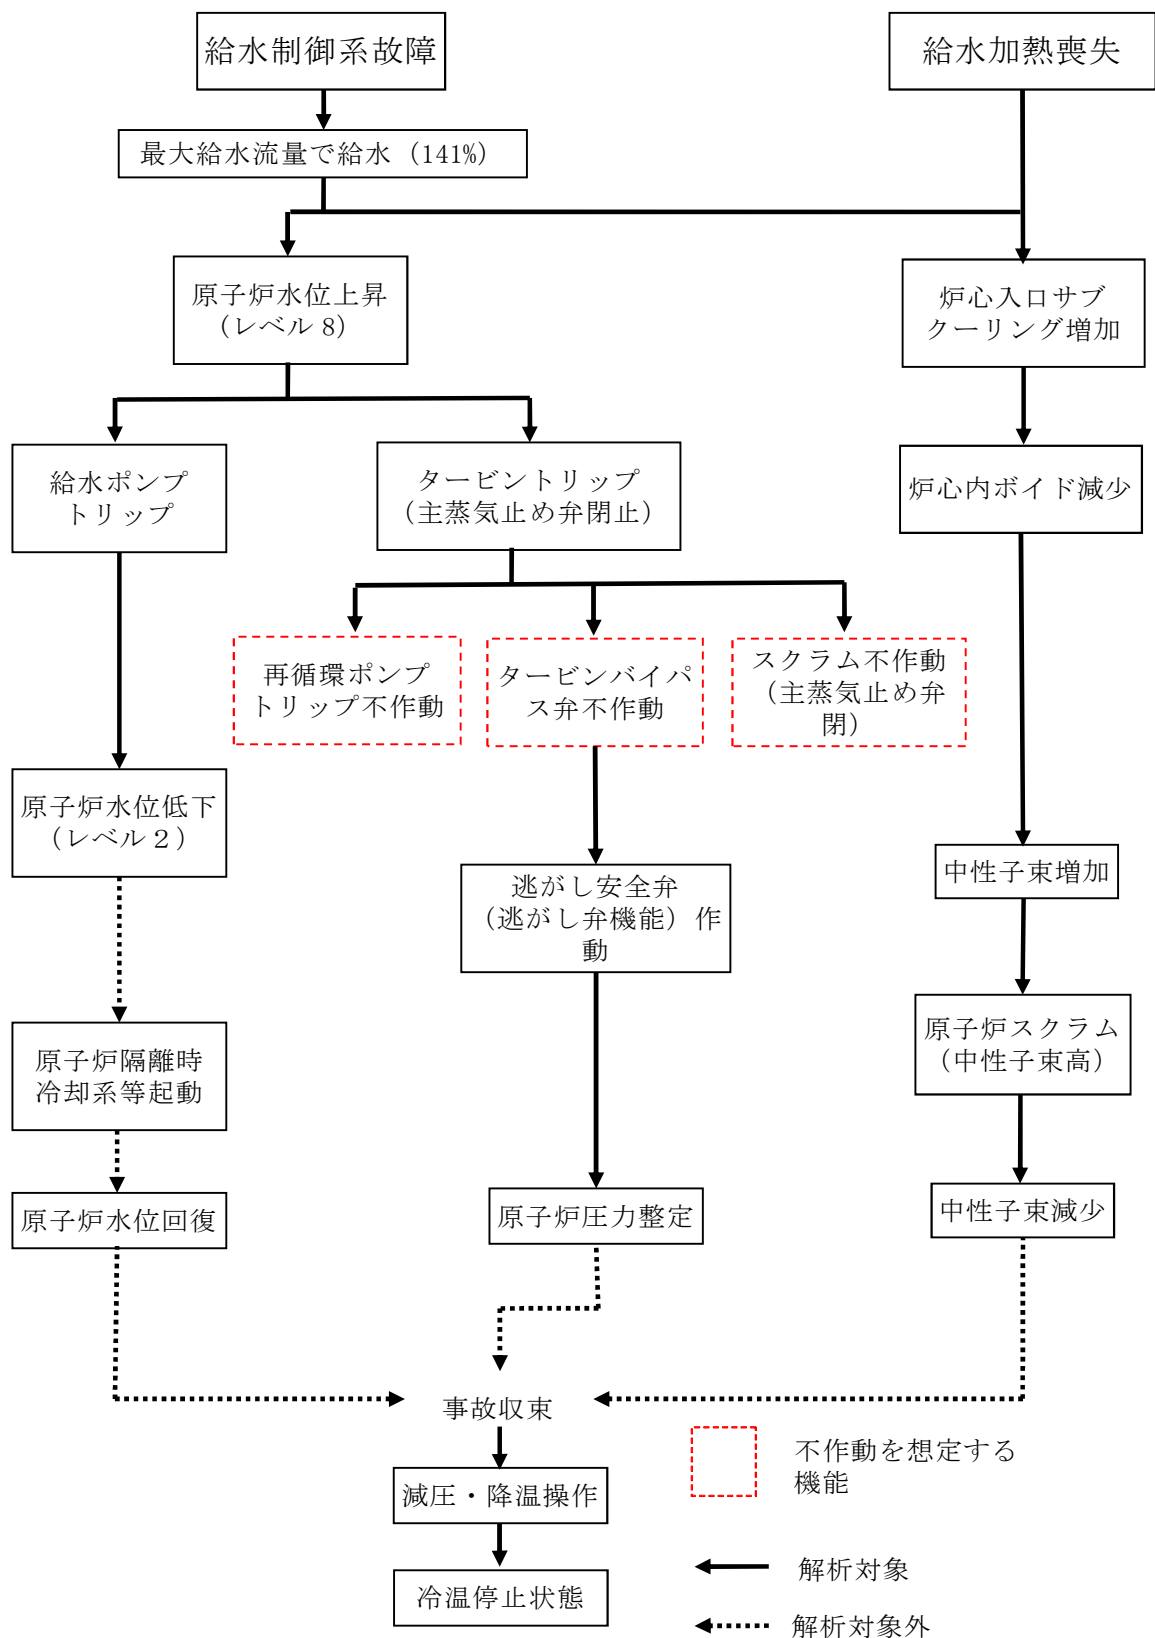 給水制御系故障
給水加熱喪失
最大給水流量で給水（141%）
原子炉水位上昇
（レベル8）
炉心入口サブ
クーリング増加
給水ポンプ
トリップ
タービントリップ
（主蒸気止め弁閉止）
炉心内ボイド減少
再循環ポンプ
トリップ不作動
タービンバイパ
ス弁不作動
スクラム不作動
（主蒸気止め弁
閉）
原子炉水位低下
（レベル２）
中性子束増加
逃がし安全弁
（逃がし弁機能）作
動
原子炉隔離時
冷却系等起動
原子炉スクラム
（中性子束高）
原子炉水位回復
原子炉圧力整定
中性子束減少
事故収束
減圧・降温操作
冷温停止状態
不作動を想定する
機能
解析対象
解析対象外